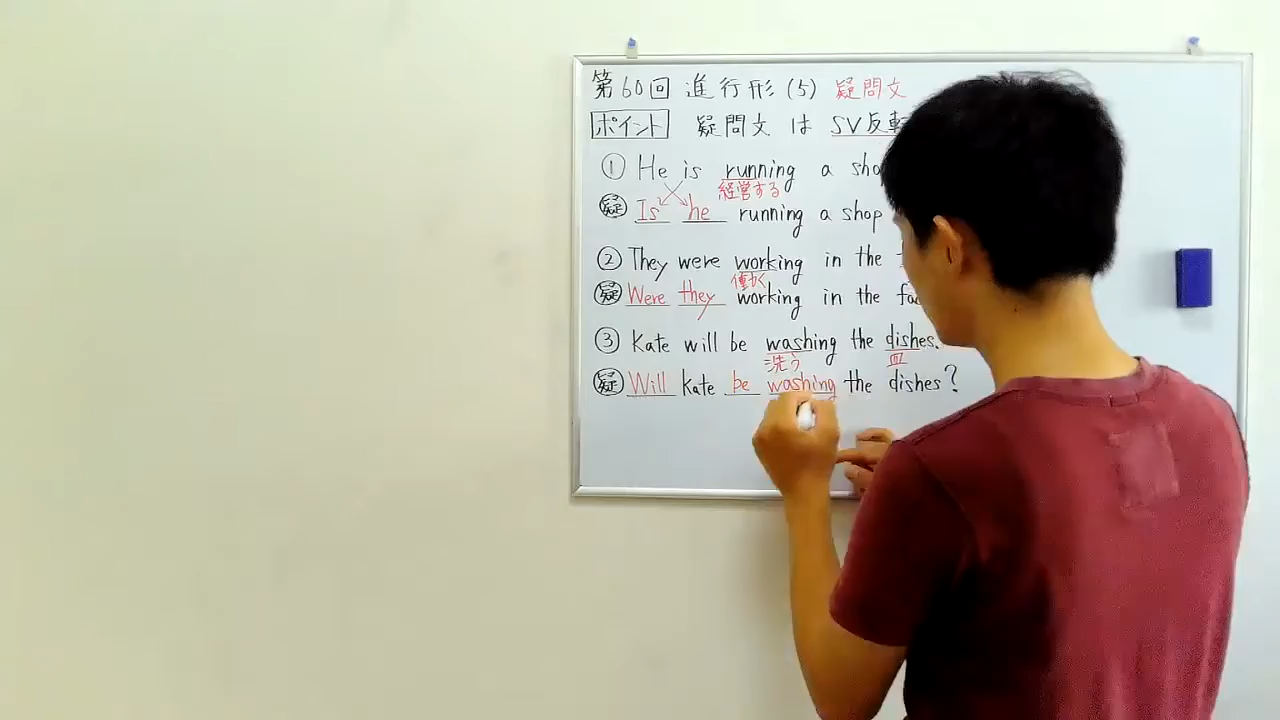 第60回 進行形(5) 疑問文
ポイント 疑問文 は SV反転
① He is running a
経営する
疑 Is he running a shop
② They were working in the
働く
疑 Were they working in the
③ Kate will be washing the dishes.
洗う 皿
疑 Will kate be washing the dishes?